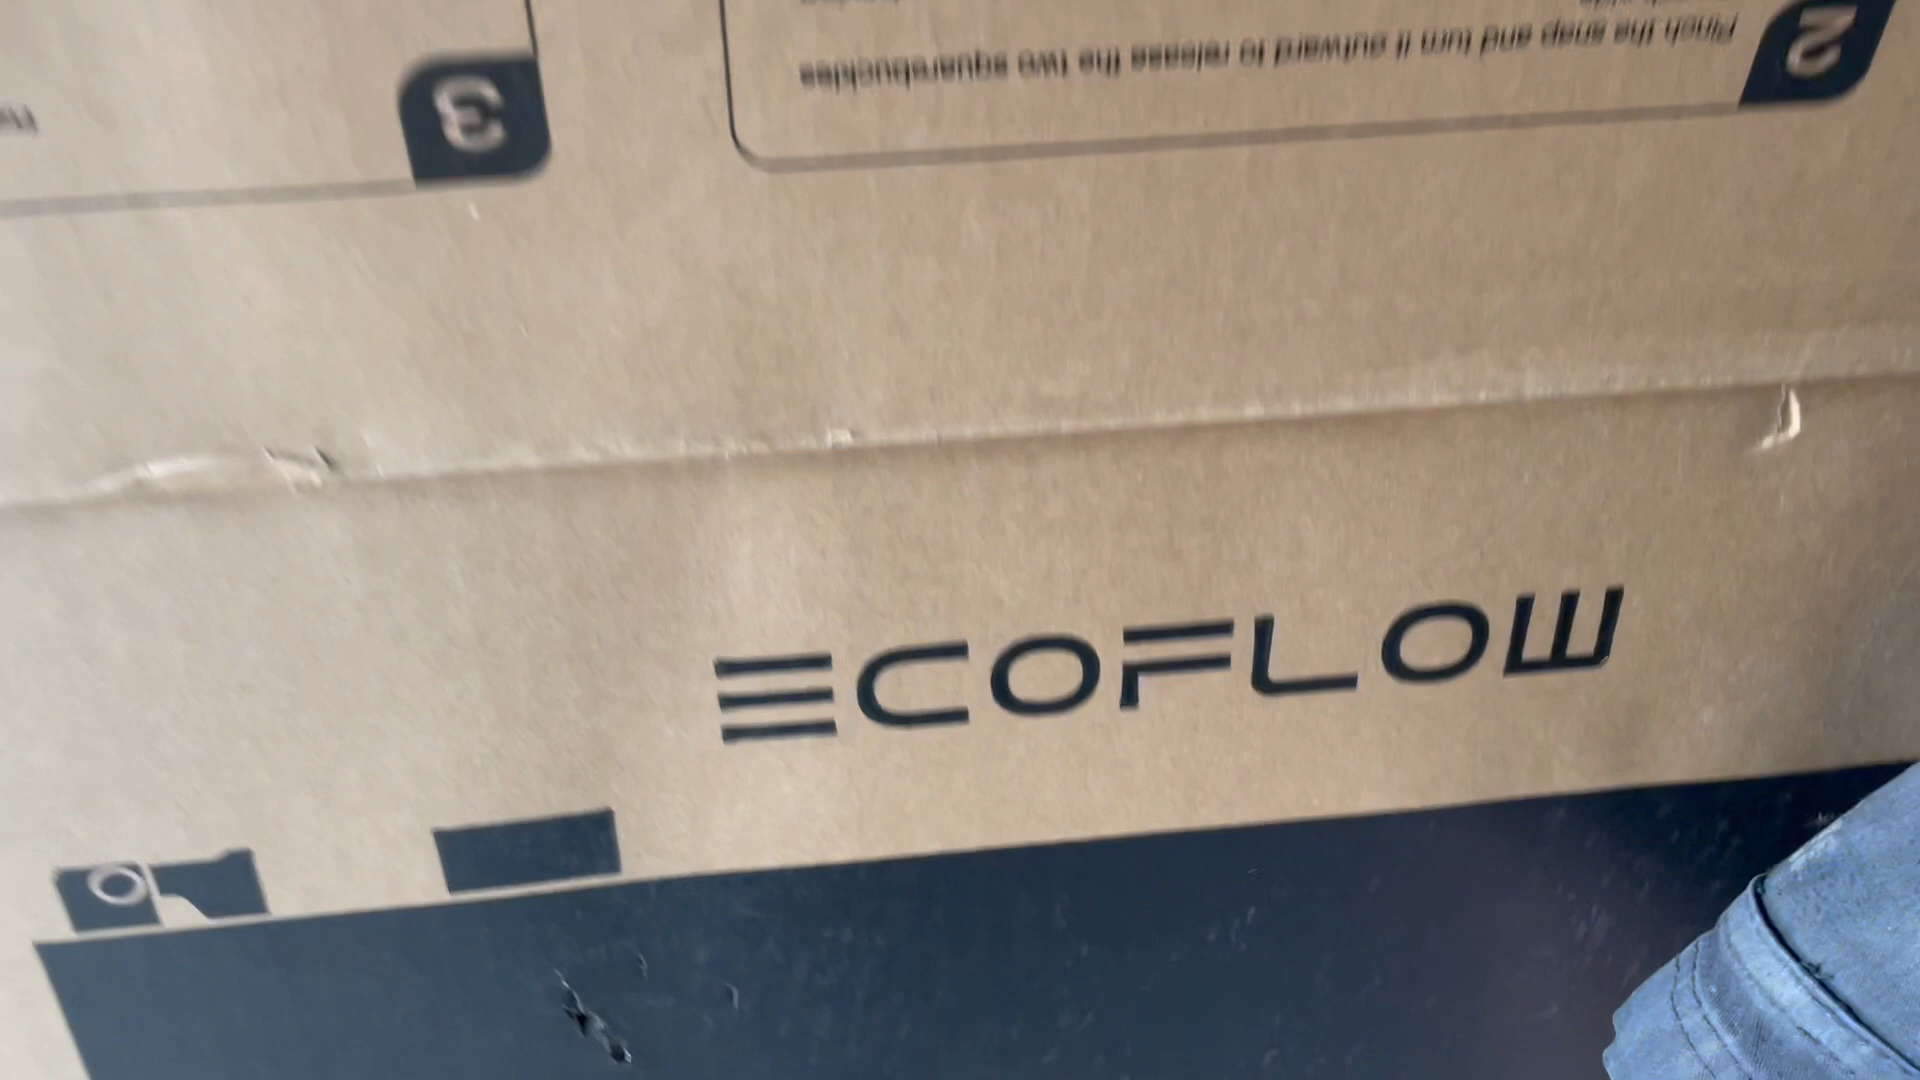 2
Pinch the snap and turn it outward to release the two squarebuckles
3
ECOFLOW